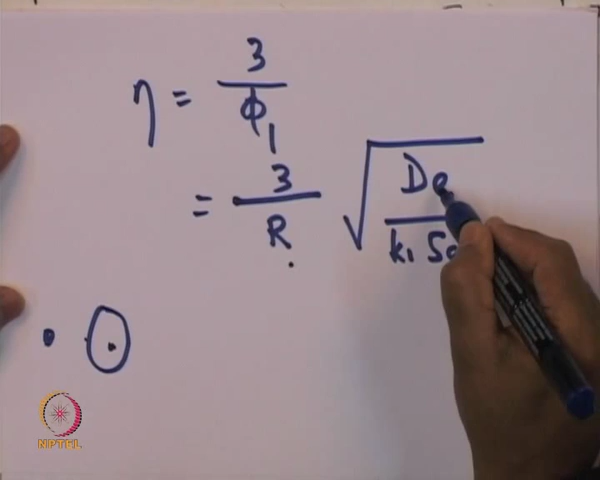 η = 3 / Φ₁
= 3 / R √ De / k₁ Sa
NPTEL